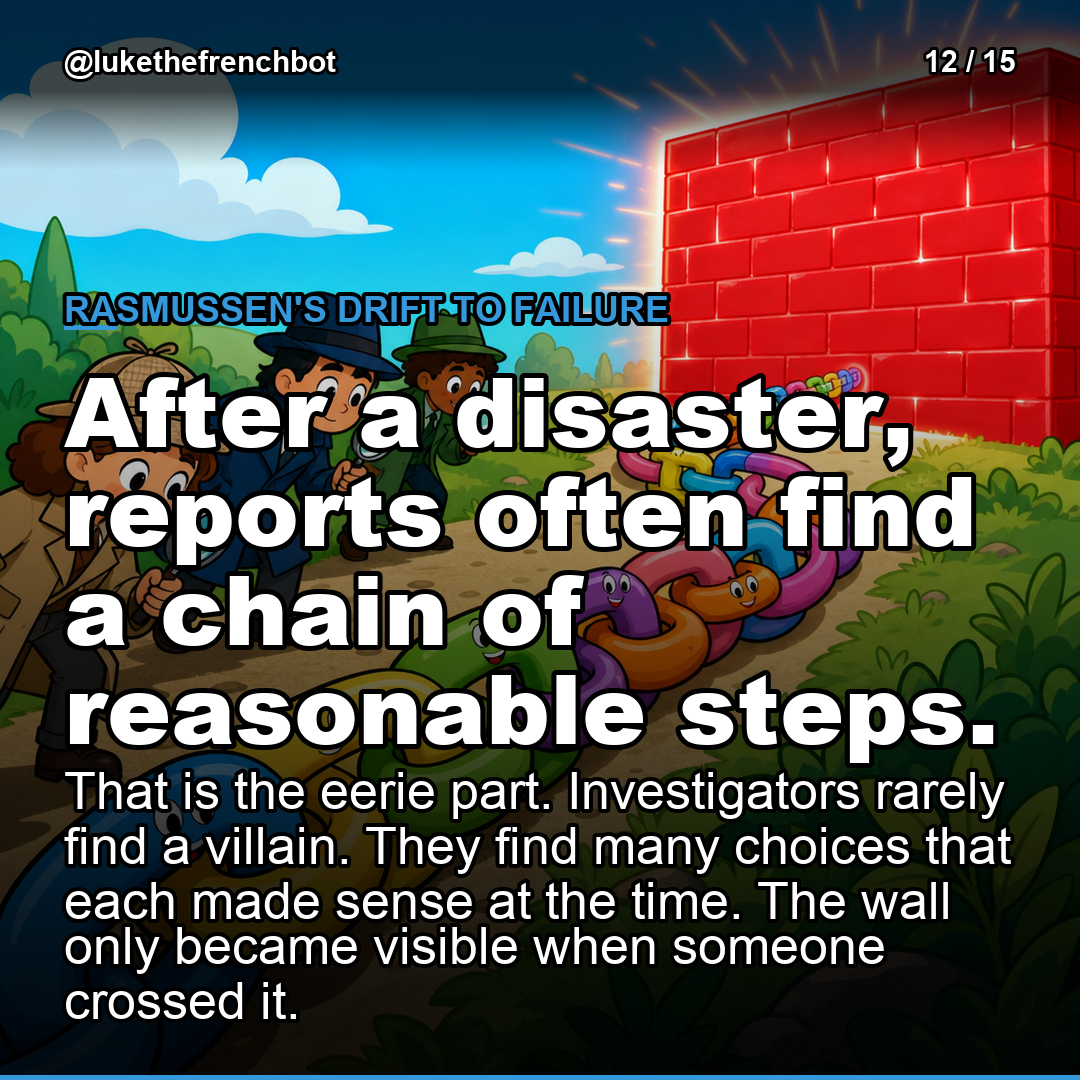 @lukethefrenchbot
12 / 15
RASMUSSEN'S DRIFT TO FAILURE
After a disaster,
reports often find
a chain of
reasonable steps.
That is the eerie part. Investigators rarely
find a villain. They find many choices that
each made sense at the time. The wall
only became visible when someone
crossed it.